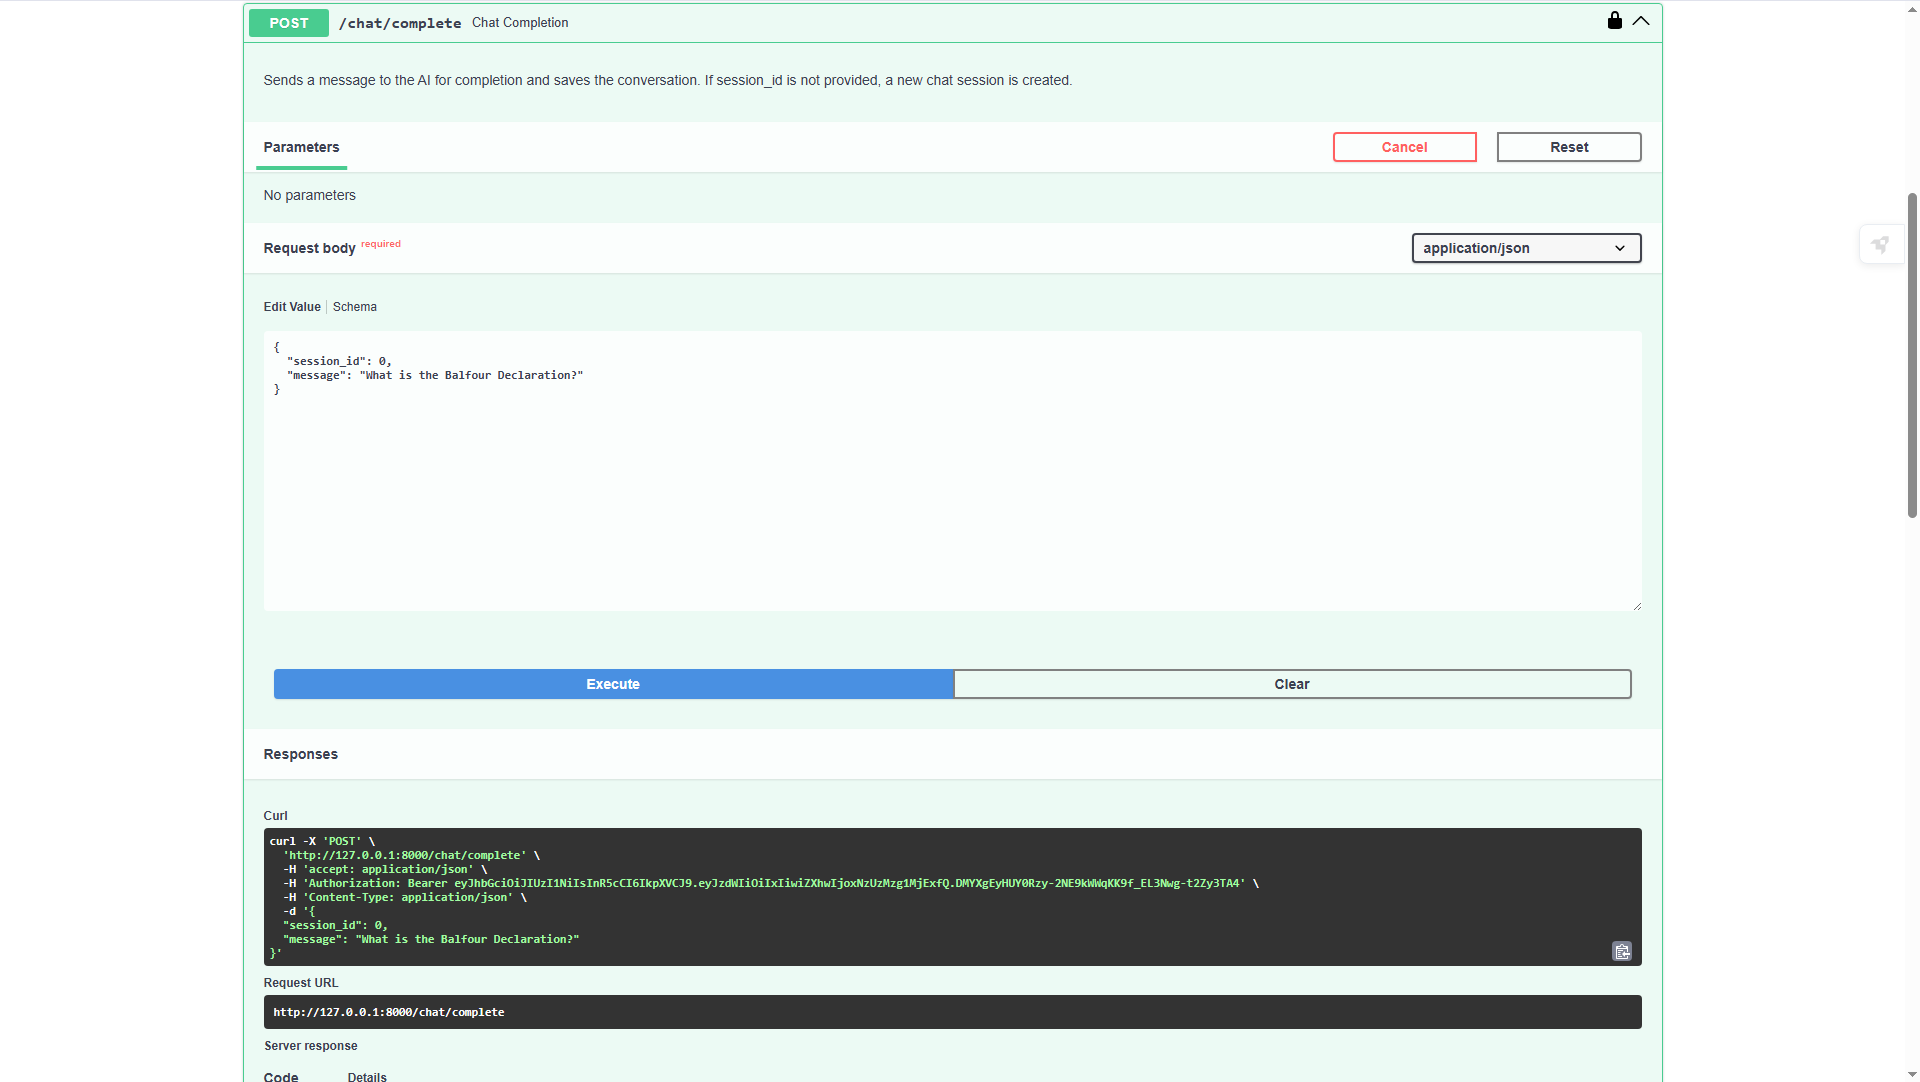 POST /chat/complete Chat Completion
Sends a message to the AI for completion and saves the conversation. If session_id is not provided, a new chat session is created.
Parameters
Cancel
Reset
No parameters
Request body required
application/json
Edit Value | Schema
{
  "session_id": 0,
  "message": "What is the Balfour Declaration?"
}
Execute
Clear
Responses
Curl
curl -X 'POST' \
  'http://127.0.0.1:8000/chat/complete' \
  -H 'accept: application/json' \
  -H 'Authorization: Bearer eyJhbGciOiJIUzI1NiIsInR5cCI6IkpXVCJ9.eyJzdWIiOiIxIiwiZXhwIjoxNzUzMzg1MjExfQ.DMYXgEyHUY0Rzy-2NE9kWWqKK9f_EL3Nwg-t2Zy3TA4' \
  -H 'Content-Type: application/json' \
  -d '{
  "session_id": 0,
  "message": "What is the Balfour Declaration?"
}'
Request URL
http://127.0.0.1:8000/chat/complete
Server response
Code Details